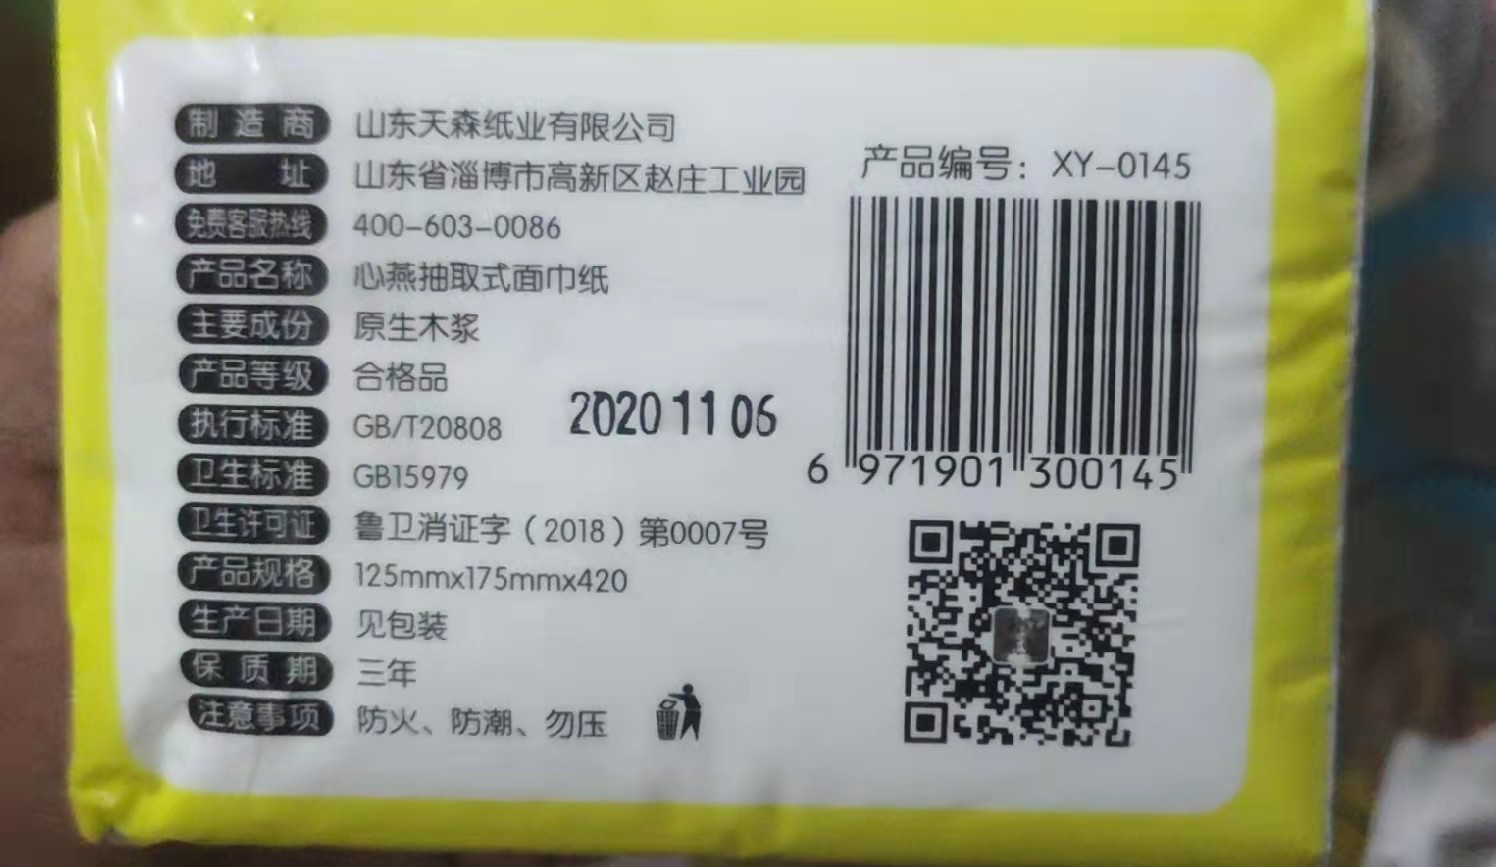 制造商 山东天森纸业有限公司
地址 山东省淄博市高新区赵庄工业园
免费客服热线 400-603-0086
产品名称 心燕抽取式面巾纸
主要成份 原生木浆
产品等级 合格品
执行标准 GB/T20808
卫生标准 GB15979
卫生许可证 鲁卫消证字（2018）第0007号
产品规格 125mmx175mmx420
生产日期 见包装
保质期 三年
注意事项 防火、防潮、勿压
2020 11 06
产品编号：XY-0145
6 971901 300145